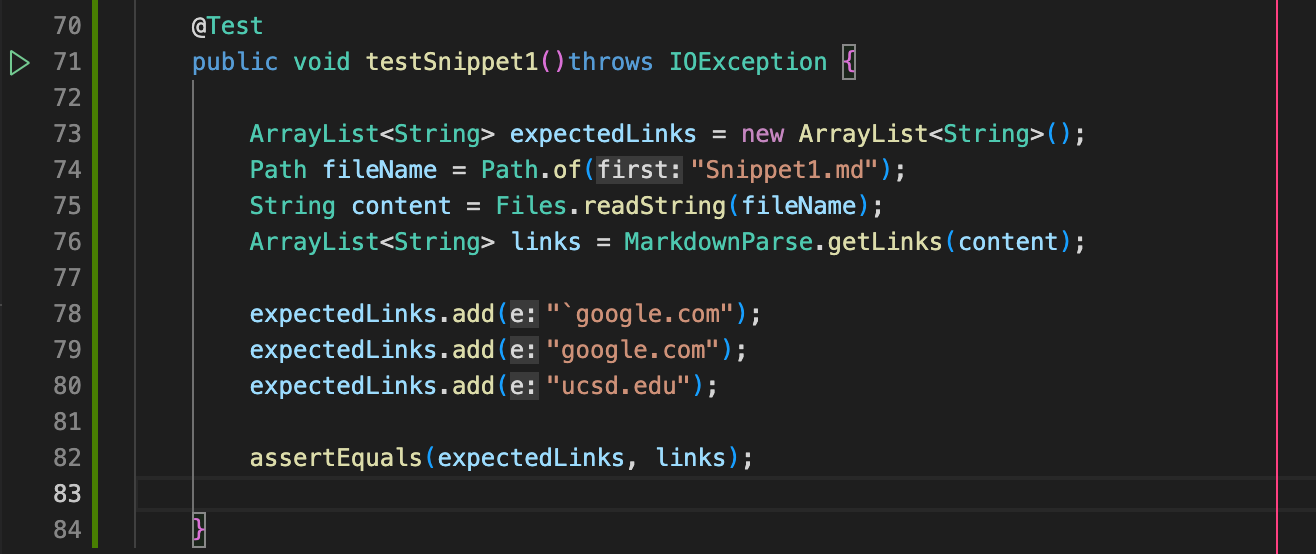 70 @Test
71 public void testSnippet1()throws IOException {
72
73 ArrayList<String> expectedLinks = new ArrayList<String>();
74 Path fileName = Path.of(first: "Snippet1.md");
75 String content = Files.readString(fileName);
76 ArrayList<String> links = MarkdownParse.getLinks(content);
77
78 expectedLinks.add(e: "`google.com");
79 expectedLinks.add(e: "google.com");
80 expectedLinks.add(e: "ucsd.edu");
81
82 assertEquals(expectedLinks, links);
83
84 }